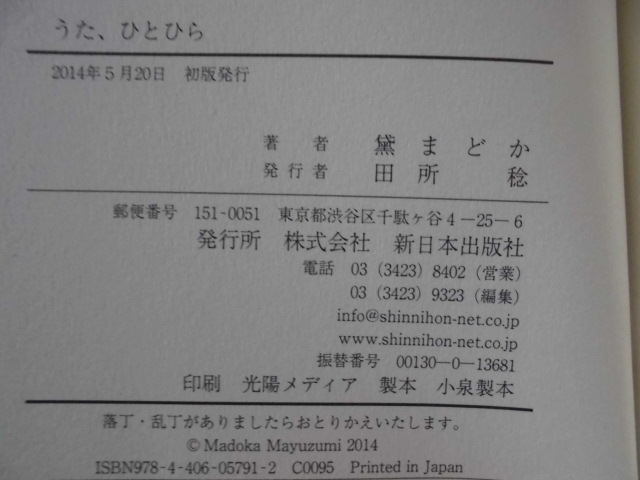 うた、ひとひら
2014年5月20日　初版発行
著　者　黛まどか
発行者　田所　稔
郵便番号　151-0051　東京都渋谷区千駄ヶ谷4－25－6
発行所　株式会社　新日本出版社
電話　03（3423）8402（営業）
03（3423）9323（編集）
info@shinnihon-net.co.jp
www.shinnihon-net.co.jp
振替番号　00130－0－13681
印刷　光陽メディア　製本　小泉製本
落丁・乱丁がありましたらおとりかえいたします。
© Madoka Mayuzumi 2014
ISBN978-4-406-05791-2　C0095　Printed in Japan